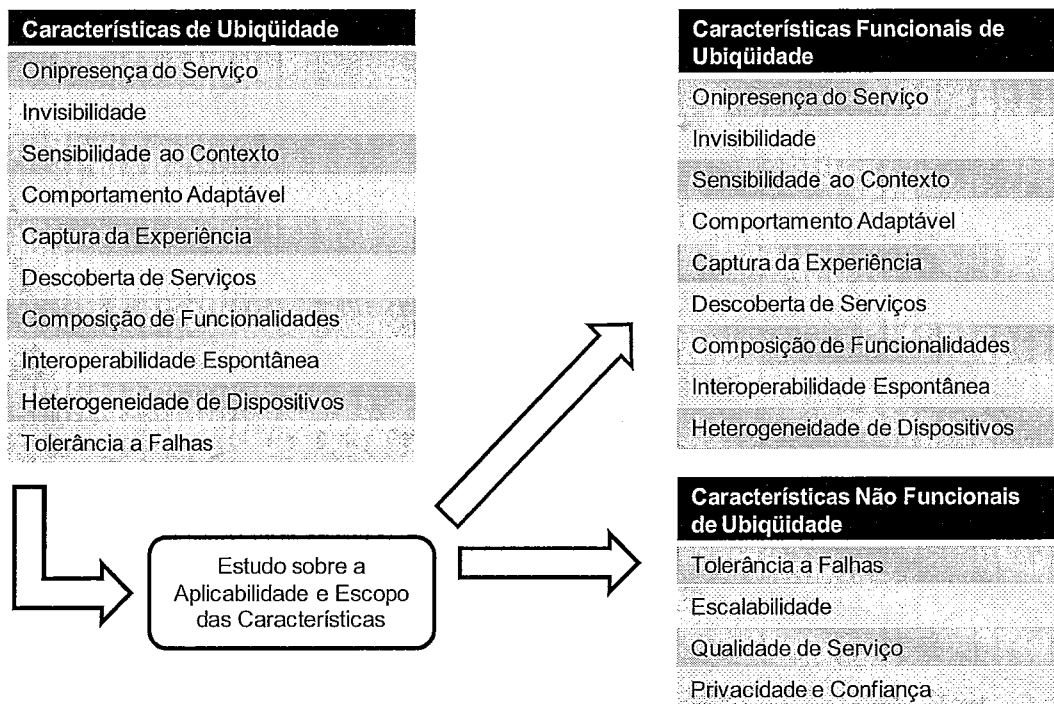 Características de Ubiqüidade
Onipresença do Serviço
Invisibilidade
Sensibilidade ao Contexto
Comportamento Adaptável
Captura da Experiência
Descoberta de Serviços
Composição de Funcionalidades
Interoperabilidade Espontânea
Heterogeneidade de Dispositivos
Tolerância a Falhas
Estudo sobre a
Aplicabilidade e Escopo
das Características
Características Funcionais de
Ubiqüidade
Onipresença do Serviço
Invisibilidade
Sensibilidade ao Contexto
Comportamento Adaptável
Captura da Experiência
Descoberta de Serviços
Composição de Funcionalidades
Interoperabilidade Espontânea
Heterogeneidade de Dispositivos
Características Não Funcionais
de Ubiqüidade
Tolerância a Falhas
Escalabilidade
Qualidade de Serviço
Privacidade e Confiança